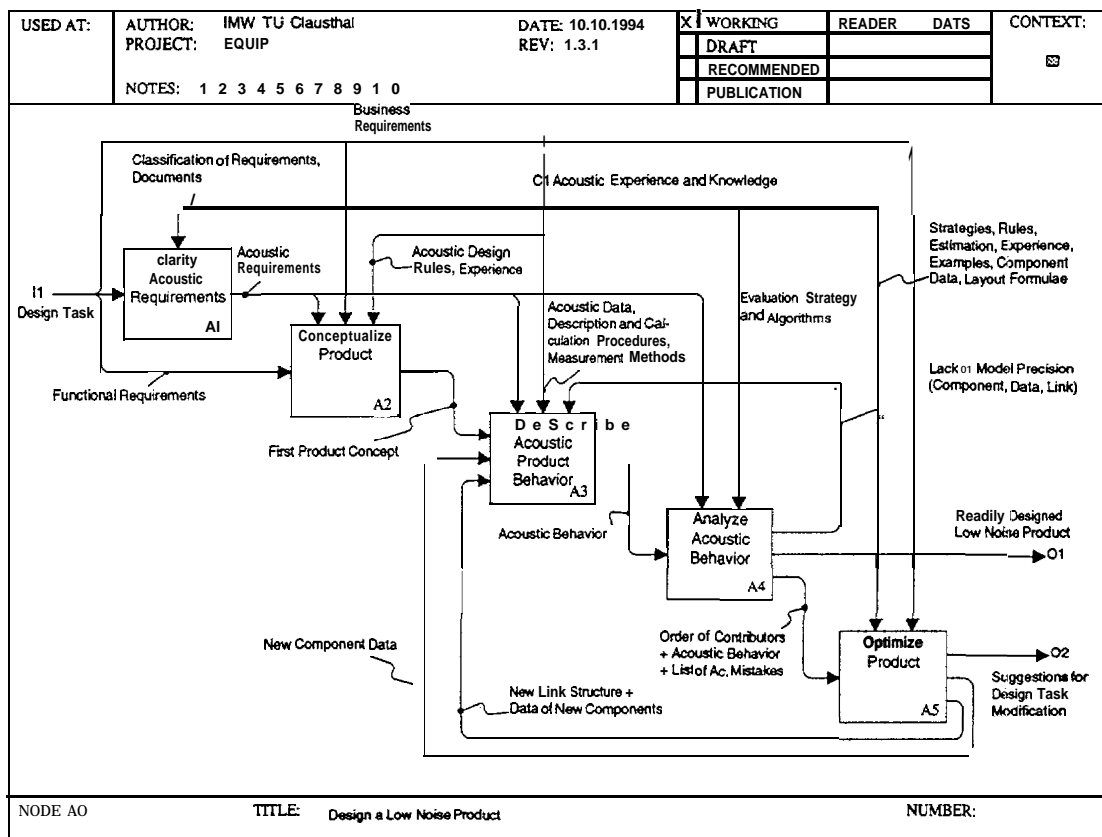 USED AT:
AUTHOR: IMW TU Clausthal
PROJECT: EQUIP
DATE: 10.10.1994
REV: 1.3.1
NOTES: 1 2 3 4 5 6 7 8 9 1 0
X WORKING
DRAFT
RECOMMENDED
PUBLICATION
READER DATS
CONTEXT:
Business
Requirements
Classification of Requirements,
Documents
C1 Acoustic Experience and Knowledge
Strategies, Rules,
Estimation, Experience,
Examples, Component
Data, Layout Formulae
clarity
Acoustic
Requirements
AI
Acoustic
Requirements
Acoustic Design
Rules, Experience
I1
Design Task
Acoustic Data,
Description and Cal-
culation Procedures,
Measurement Methods
Evaluation Strategy
and Algorithms
Conceptualize
Product
A2
Functional Requirements
Lack o1 Model Precision
(Component, Data, Link)
First Product Concept
DeScribe
Acoustic
Product
Behavior
A3
Acoustic Behavior
Analyze
Acoustic
Behavior
A4
Readily Designed
Low Noise Product
O1
New Component Data
Order of Contributors
+ Acoustic Behavior
+ List of Ac. Mistakes
Optimize
Product
A5
O2
Suggestions for
Design Task
Modification
New Link Structure +
Data of New Components
NODE AO
TITLE: Design a Low Noise Product
NUMBER: